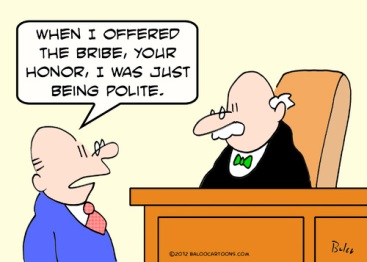 WHEN I OFFERED
THE BRIBE, YOUR
HONOR, I WAS JUST
BEING POLITE.
©2012 BALOOCARTOONS.COM
Baloo